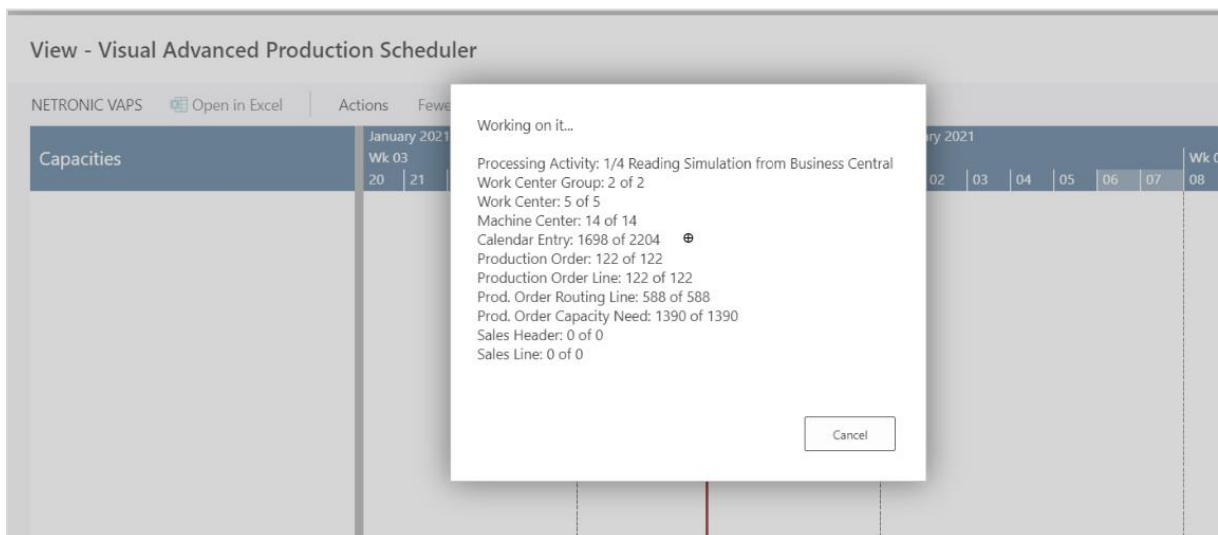 View - Visual Advanced Production Scheduler
NETRONIC VAPS Open in Excel Actions
Capacities
January 2021
2021
Wk 03
20 21
02 03 04 05 06 07 08
Working on it...
Processing Activity: 1/4 Reading Simulation from Business Central
Work Center Group: 2 of 2
Work Center: 5 of 5
Machine Center: 14 of 14
Calendar Entry: 1698 of 2204
Production Order: 122 of 122
Production Order Line: 122 of 122
Prod. Order Routing Line: 588 of 588
Prod. Order Capacity Need: 1390 of 1390
Sales Header: 0 of 0
Sales Line: 0 of 0
Cancel